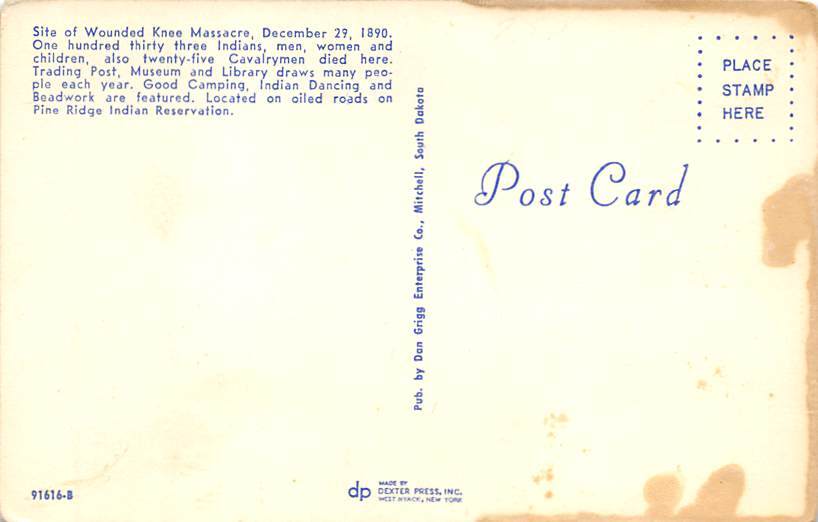 Site of Wounded Knee Massacre, December 29, 1890.
One hundred thirty three Indians, men, women and
children, also twenty-five Cavalrymen died here.
Trading Post, Museum and Library draws many peo-
ple each year. Good Camping, Indian Dancing and
Beadwork are featured. Located on oiled roads on
Pine Ridge Indian Reservation.
Pub. by Dan Grigg Enterprise Co., Mitchell, South Dakota
PLACE
STAMP
HERE
Post Card
91616-B
dp
MADE BY
DEXTER PRESS, INC.
WEST NYACK, NEW YORK